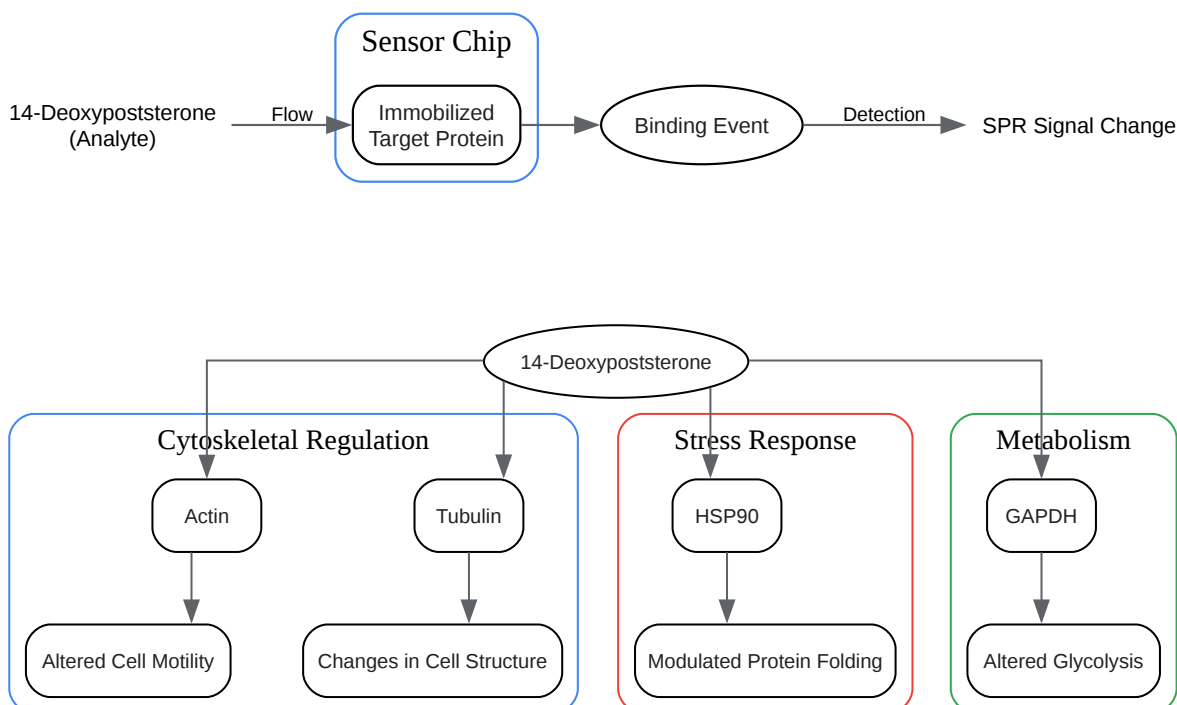 Sensor Chip
14-Deoxypoststerone
(Analyte)
Flow
Immobilized
Target Protein
Binding Event
Detection
SPR Signal Change
14-Deoxypoststerone
Cytoskeletal Regulation
Stress Response
Metabolism
Actin
Tubulin
HSP90
GAPDH
Altered Cell Motility
Changes in Cell Structure
Modulated Protein Folding
Altered Glycolysis